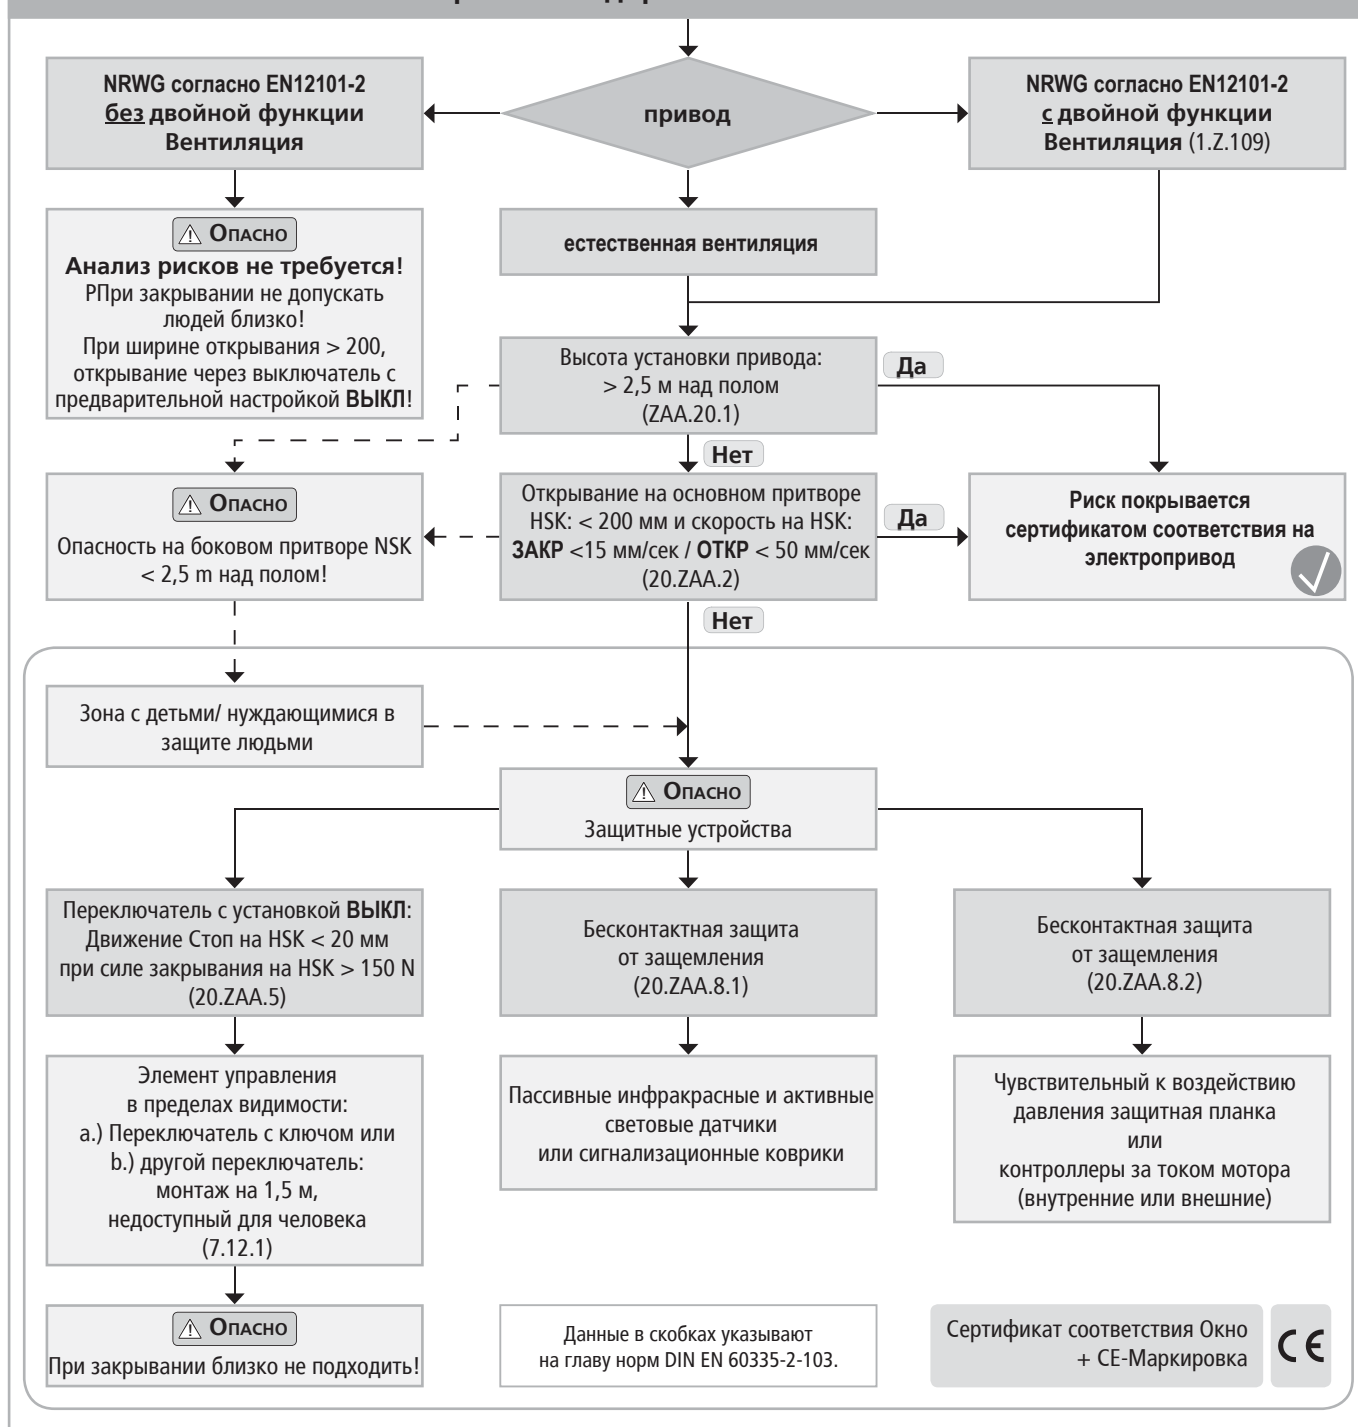 NRWG согласно EN12101-2
без двойной функции
Вентиляция
привод
NRWG согласно EN12101-2
с двойной функции
Вентиляция (1.Z.109)
⚠ Опасно
Анализ рисков не требуется!
РПри закрывании не допускать
людей близко!
При ширине открывания > 200,
открывание через выключатель с
предварительной настройкой ВЫКЛ!
естественная вентиляция
Высота установки привода:
> 2,5 м над полом
(ZAA.20.1)
Да
Нет
⚠ Опасно
Опасность на боковом притворе NSK
< 2,5 m над полом!
Открывание на основном притворе
HSK: < 200 мм и скорость на HSK:
ЗАКР <15 мм/сек / ОТКР < 50 мм/сек
(20.ZAA.2)
Да
Риск покрывается
сертификатом соответствия на
электропривод
Нет
Зона с детьми/ нуждающимися в
защите людьми
⚠ Опасно
Защитные устройства
Переключатель с установкой ВЫКЛ:
Движение Стоп на HSK < 20 мм
при силе закрывания на HSK > 150 N
(20.ZAA.5)
Бесконтактная защита
от защемления
(20.ZAA.8.1)
Бесконтактная защита
от защемления
(20.ZAA.8.2)
Элемент управления
в пределах видимости:
a.) Переключатель с ключом или
b.) другой переключатель:
монтаж на 1,5 м,
недоступный для человека
(7.12.1)
Пассивные инфракрасные и активные
световые датчики
или сигнализационные коврики
Чувствительный к воздействию
давления защитная планка
или
контроллеры за током мотора
(внутренние или внешние)
⚠ Опасно
При закрывании близко не подходить!
Данные в скобках указывают
на главу норм DIN EN 60335-2-103.
Сертификат соответствия Окно
+ CE-Маркировка
CE